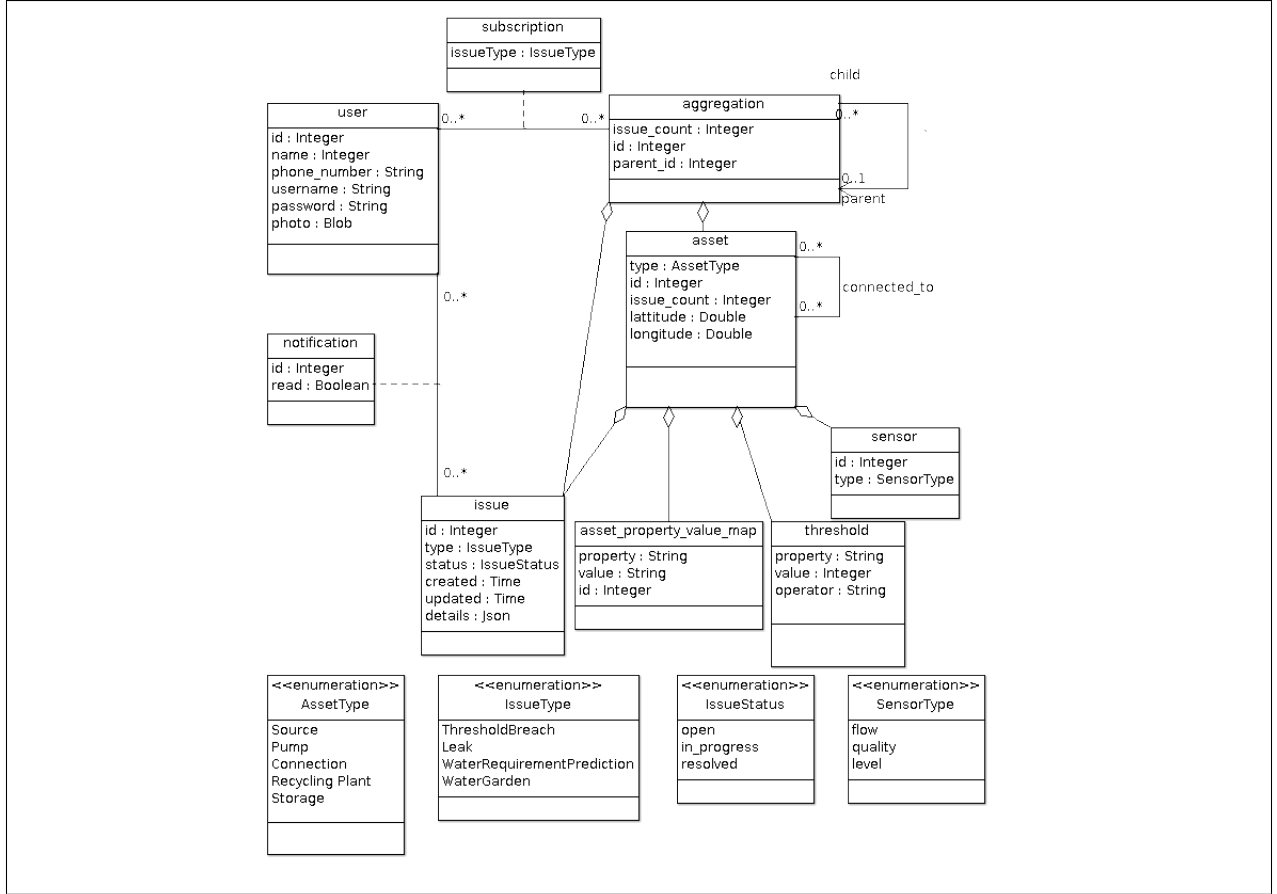 subscription
issueType : IssueType
child
aggregation
0..*
0..*
0..*
issue_count : Integer
id : Integer
parent_id : Integer
0..1
parent
user
id : Integer
name : Integer
phone_number : String
username : String
password : String
photo : Blob
asset
0..*
type : AssetType
id : Integer
issue_count : Integer
lattitude : Double
longitude : Double
connected_to
0..*
0..*
notification
id : Integer
read : Boolean
0..*
sensor
id : Integer
type : SensorType
issue
id : Integer
type : IssueType
status : IssueStatus
created : Time
updated : Time
details : Json
asset_property_value_map
property : String
value : String
id : Integer
threshold
property : String
value : Integer
operator : String
<<enumeration>>
AssetType
Source
Pump
Connection
Recycling Plant
Storage
<<enumeration>>
IssueType
ThresholdBreach
Leak
WaterRequirementPrediction
WaterGarden
<<enumeration>>
IssueStatus
open
in_progress
resolved
<<enumeration>>
SensorType
flow
quality
level